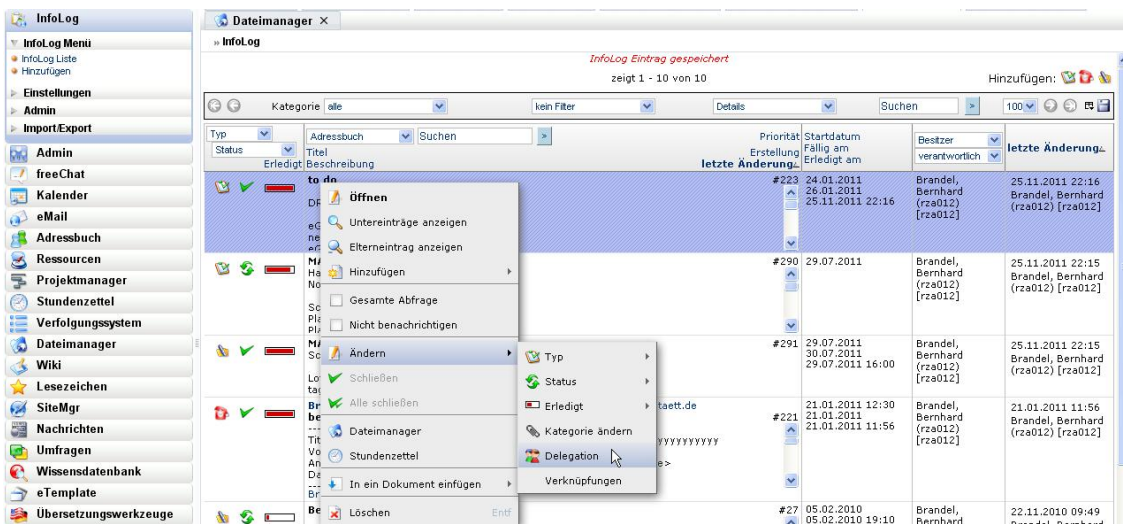 InfoLog
InfoLog Menü
InfoLog Liste
Hinzufügen
Einstellungen
Admin
Import/Export
Admin
freeChat
Kalender
eMail
Adressbuch
Ressourcen
Projektmanager
Stundenzettel
Verfolgungssystem
Dateimanager
Wiki
Lesezeichen
SiteMgr
Nachrichten
Umfragen
Wissensdatenbank
eTemplate
Übersetzungswerkzeuge
Dateimanager X
» InfoLog
InfoLog Eintrag gespeichert
zeigt 1 - 10 von 10
Hinzufügen:
Kategorie alle kein Filter Details Suchen > 100
Typ Adressbuch Suchen > Priorität Startdatum Besitzer letzte Änderung
Status Titel Erstellung Fällig am verantwortlich
Erledigt Beschreibung letzte Änderung Erledigt am
to do #223 24.01.2011 Brandel, 25.11.2011 22:16
26.01.2011 Bernhard Brandel, Bernhard
25.11.2011 22:16 (rza012) (rza012) [rza012]
[rza012]
#290 29.07.2011 Brandel, 25.11.2011 22:15
Bernhard Brandel, Bernhard
(rza012) (rza012) [rza012]
[rza012]
#291 29.07.2011 Brandel, 25.11.2011 22:15
30.07.2011 Bernhard Brandel, Bernhard
29.07.2011 16:00 (rza012) (rza012) [rza012]
[rza012]
taett.de 21.01.2011 12:30 Brandel, 21.01.2011 11:56
#221 21.01.2011 Bernhard Brandel, Bernhard
21.01.2011 11:56 (rza012) (rza012) [rza012]
[rza012]
#27 05.02.2010 Brandel, 22.11.2010 09:49
05.02.2010 19:10 Bernhard
Öffnen
Untereinträge anzeigen
Elterneintrag anzeigen
Hinzufügen
Gesamte Abfrage
Nicht benachrichtigen
Ändern
Schließen
Alle schließen
Dateimanager
Stundenzettel
In ein Dokument einfügen
Löschen Entf
Typ
Status
Erledigt
Kategorie ändern
Delegation
Verknüpfungen